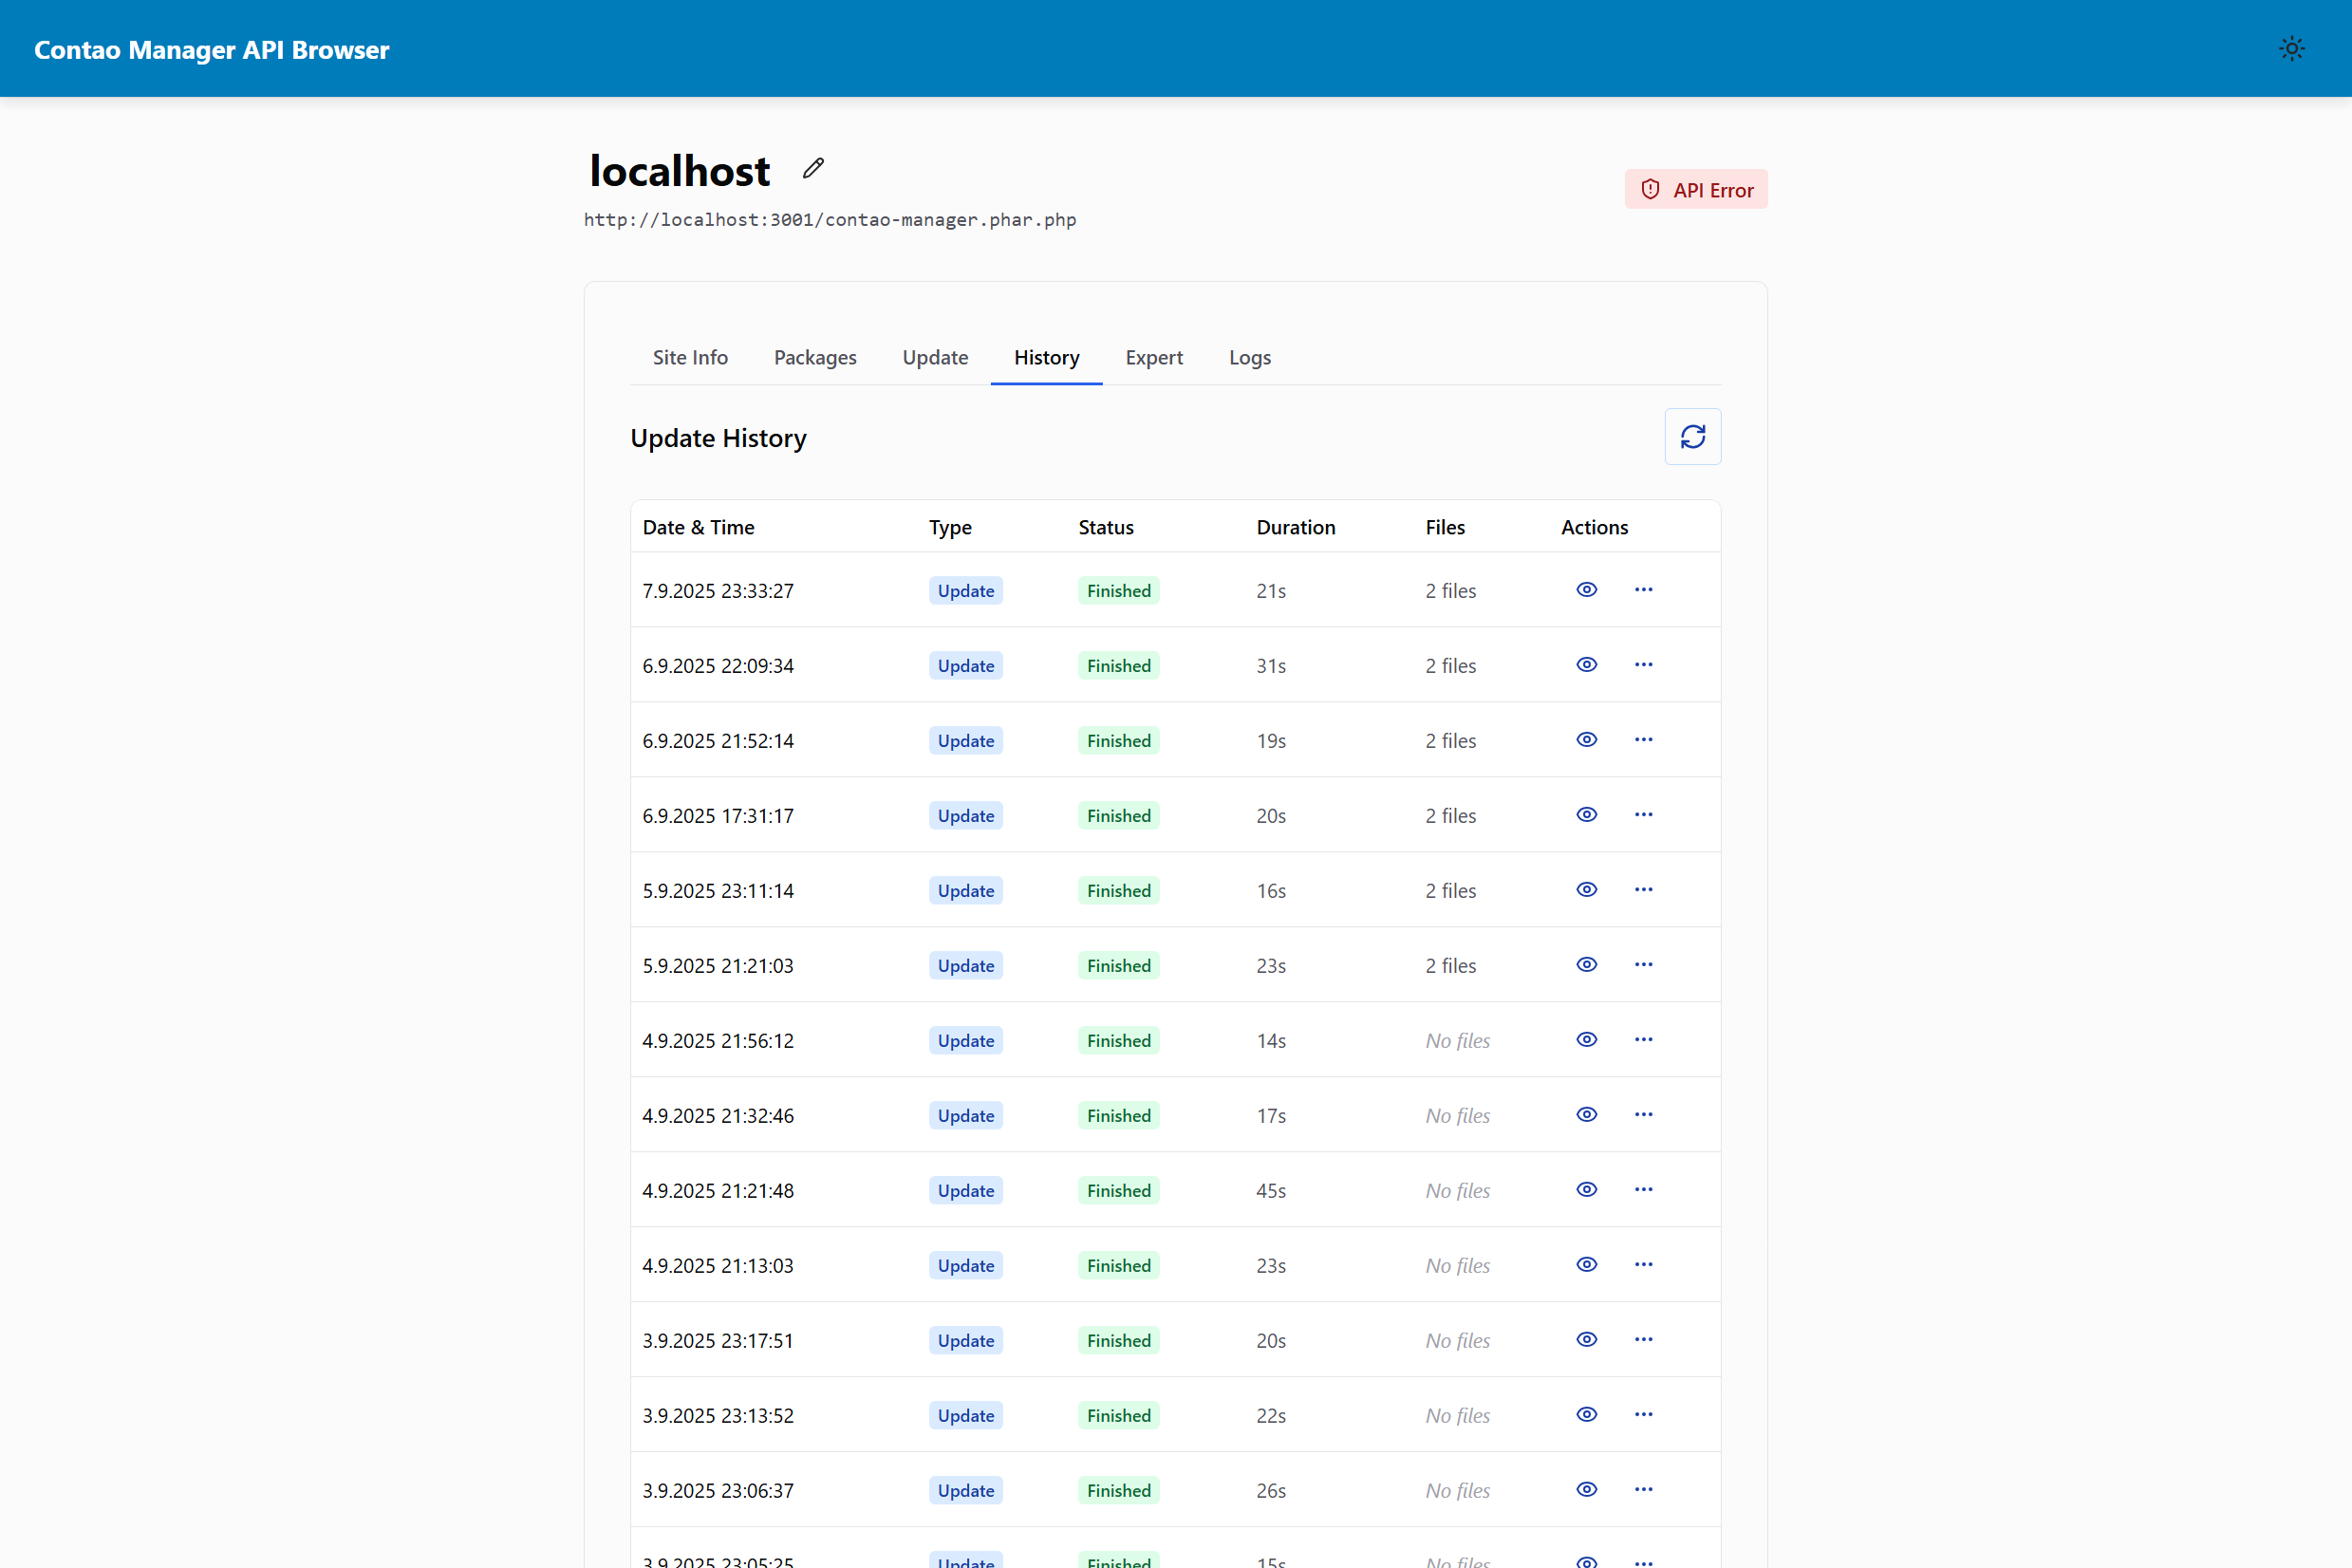 Contao Manager API Browser
localhost
API Error
http://localhost:3001/contao-manager.phar.php
Site Info Packages Update History Expert Logs
Update History
Date & Time Type Status Duration Files Actions
7.9.2025 23:33:27 Update Finished 21s 2 files
6.9.2025 22:09:34 Update Finished 31s 2 files
6.9.2025 21:52:14 Update Finished 19s 2 files
6.9.2025 17:31:17 Update Finished 20s 2 files
5.9.2025 23:11:14 Update Finished 16s 2 files
5.9.2025 21:21:03 Update Finished 23s 2 files
4.9.2025 21:56:12 Update Finished 14s No files
4.9.2025 21:32:46 Update Finished 17s No files
4.9.2025 21:21:48 Update Finished 45s No files
4.9.2025 21:13:03 Update Finished 23s No files
3.9.2025 23:17:51 Update Finished 20s No files
3.9.2025 23:13:52 Update Finished 22s No files
3.9.2025 23:06:37 Update Finished 26s No files
3.9.2025 23:05:25 Update Finished 15s No files